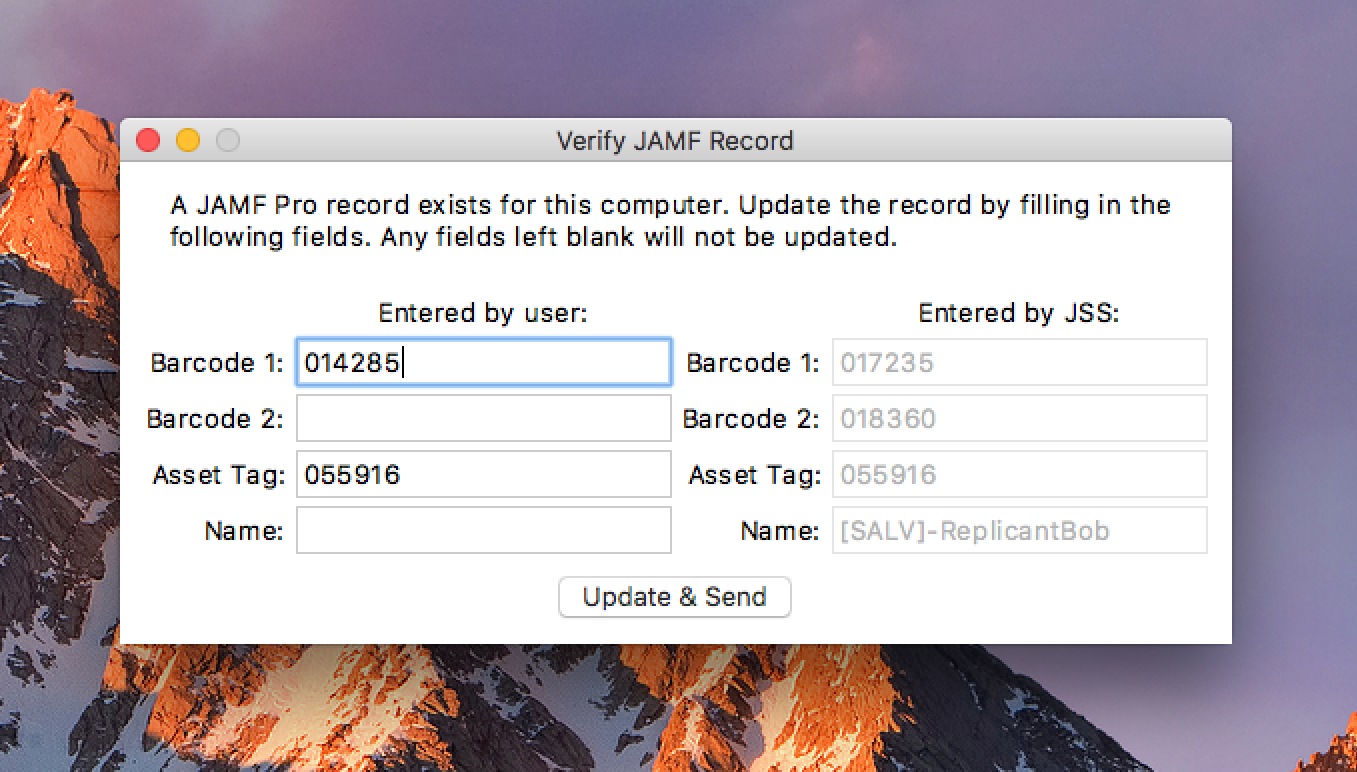 Verify JAMF Record
A JAMF Pro record exists for this computer. Update the record by filling in the
following fields. Any fields left blank will not be updated.
Entered by user: Entered by JSS:
Barcode 1: 014285 Barcode 1: 017235
Barcode 2: Barcode 2: 018360
Asset Tag: 055916 Asset Tag: 055916
Name: Name: [SALV]-ReplicantBob
Update & Send